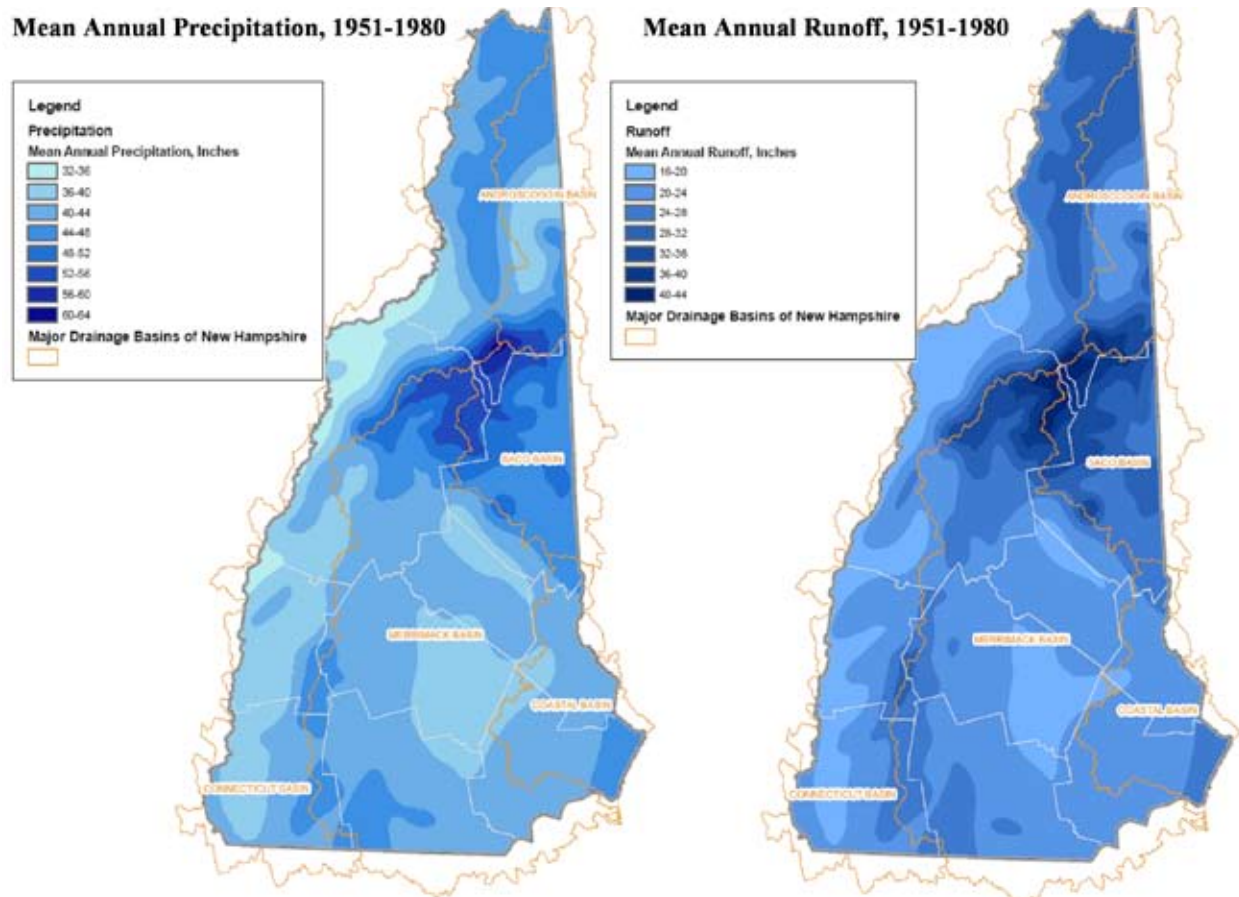 Mean Annual Precipitation, 1951-1980
Legend
Precipitation
Mean Annual Precipitation, Inches
32-36
36-40
40-44
44-48
48-52
52-56
56-60
60-64
Major Drainage Basins of New Hampshire
ANDROSCOGGIN BASIN
SACO BASIN
MERRIMACK BASIN
COASTAL BASIN
CONNECTICUT BASIN
Mean Annual Runoff, 1951-1980
Legend
Runoff
Mean Annual Runoff, Inches
16-20
20-24
24-28
28-32
32-36
36-40
40-44
Major Drainage Basins of New Hampshire
ANDROSCOGGIN BASIN
SACO BASIN
MERRIMACK BASIN
COASTAL BASIN
CONNECTICUT BASIN